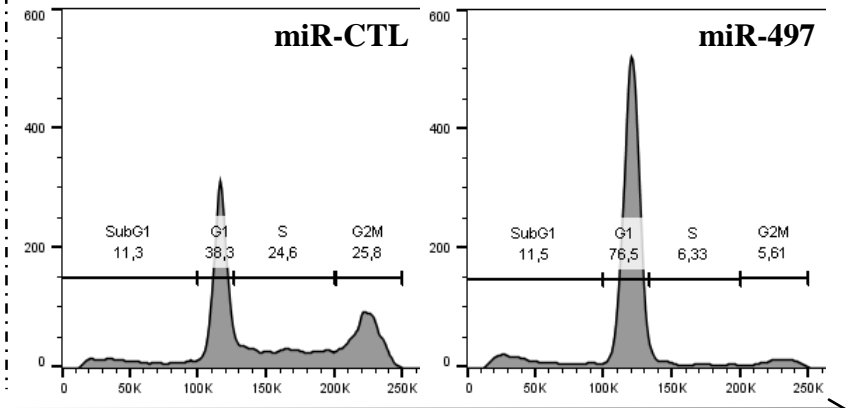 miR-CTL
600
400
200
0
SubG1 G1 S G2M
11,3 38,3 24,6 25,8
0 50K 100K 150K 200K 250K
miR-497
600
400
200
0
SubG1 G1 S G2M
11,5 76,5 6,33 5,61
0 50K 100K 150K 200K 250K